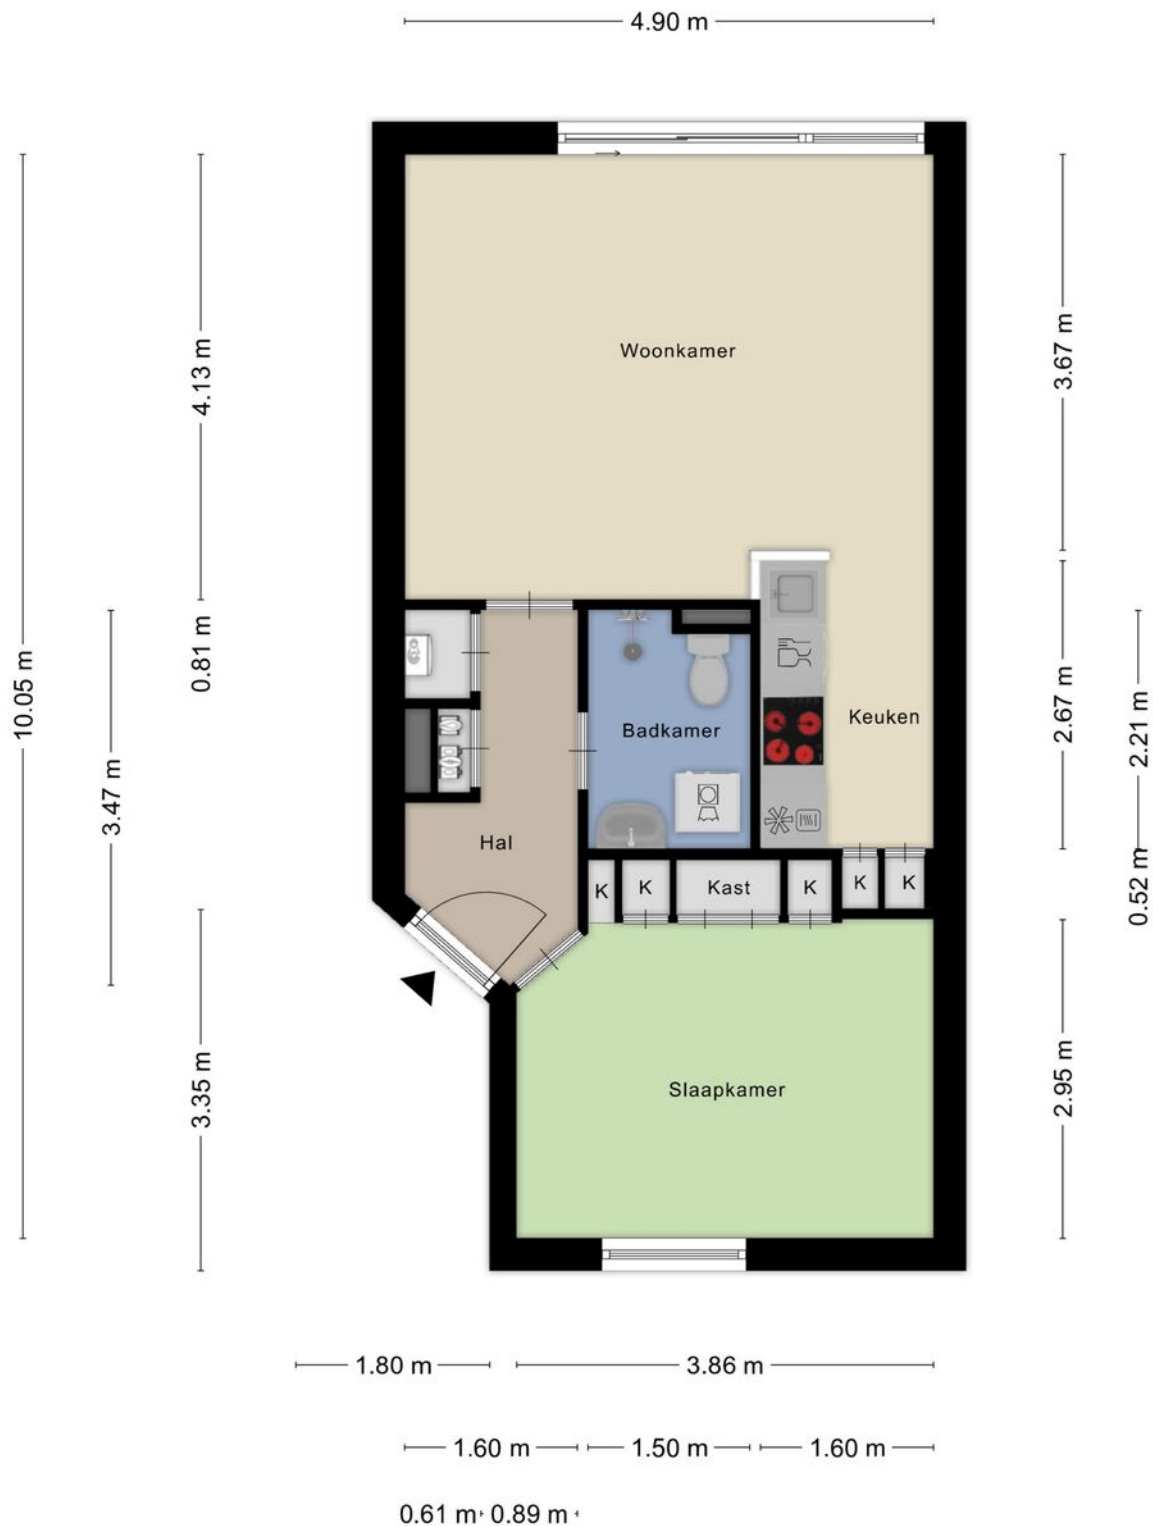 4.90 m
Woonkamer
4.13 m
3.67 m
10.05 m
0.81 m
2.67 m
2.21 m
Keuken
Badkamer
3.47 m
Hal
K
K
Kast
K
K
K
0.52 m
3.35 m
Slaapkamer
2.95 m
1.80 m
3.86 m
1.60 m
1.50 m
1.60 m
0.61 m
0.89 m